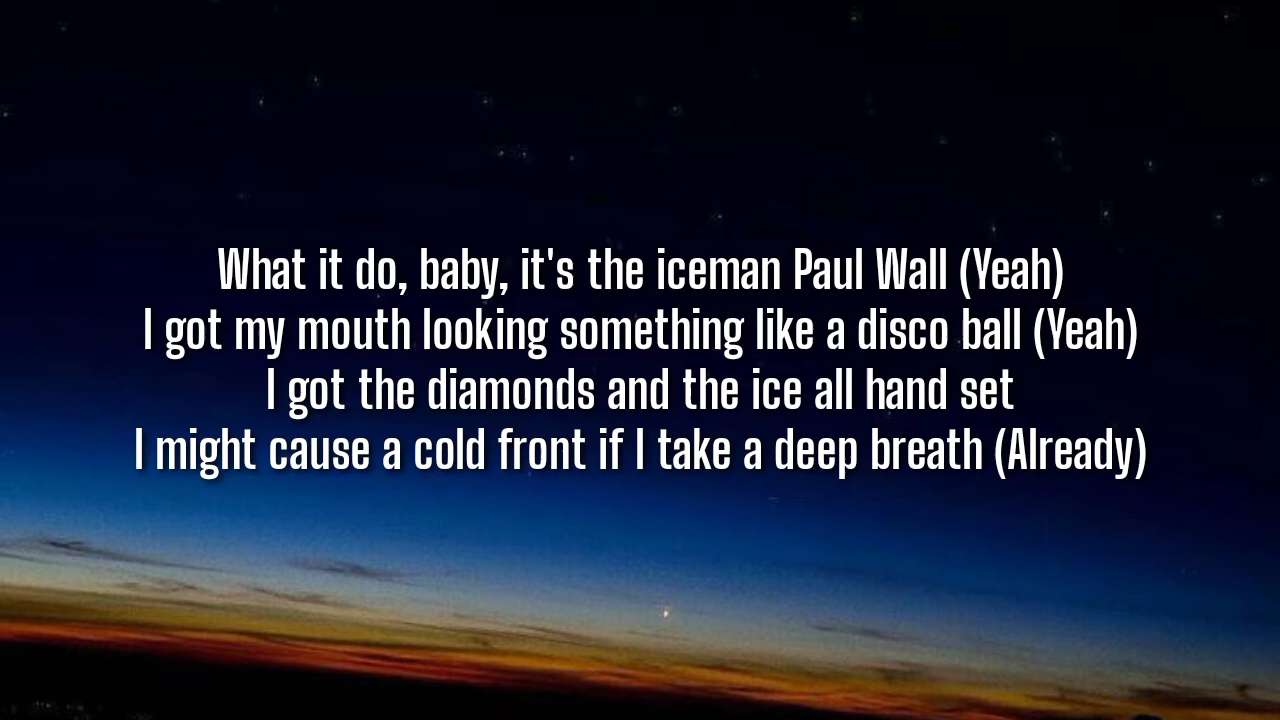 What it do, baby, it's the iceman Paul Wall (Yeah)
I got my mouth looking something like a disco ball (Yeah)
I got the diamonds and the ice all hand set
I might cause a cold front if I take a deep breath (Already)